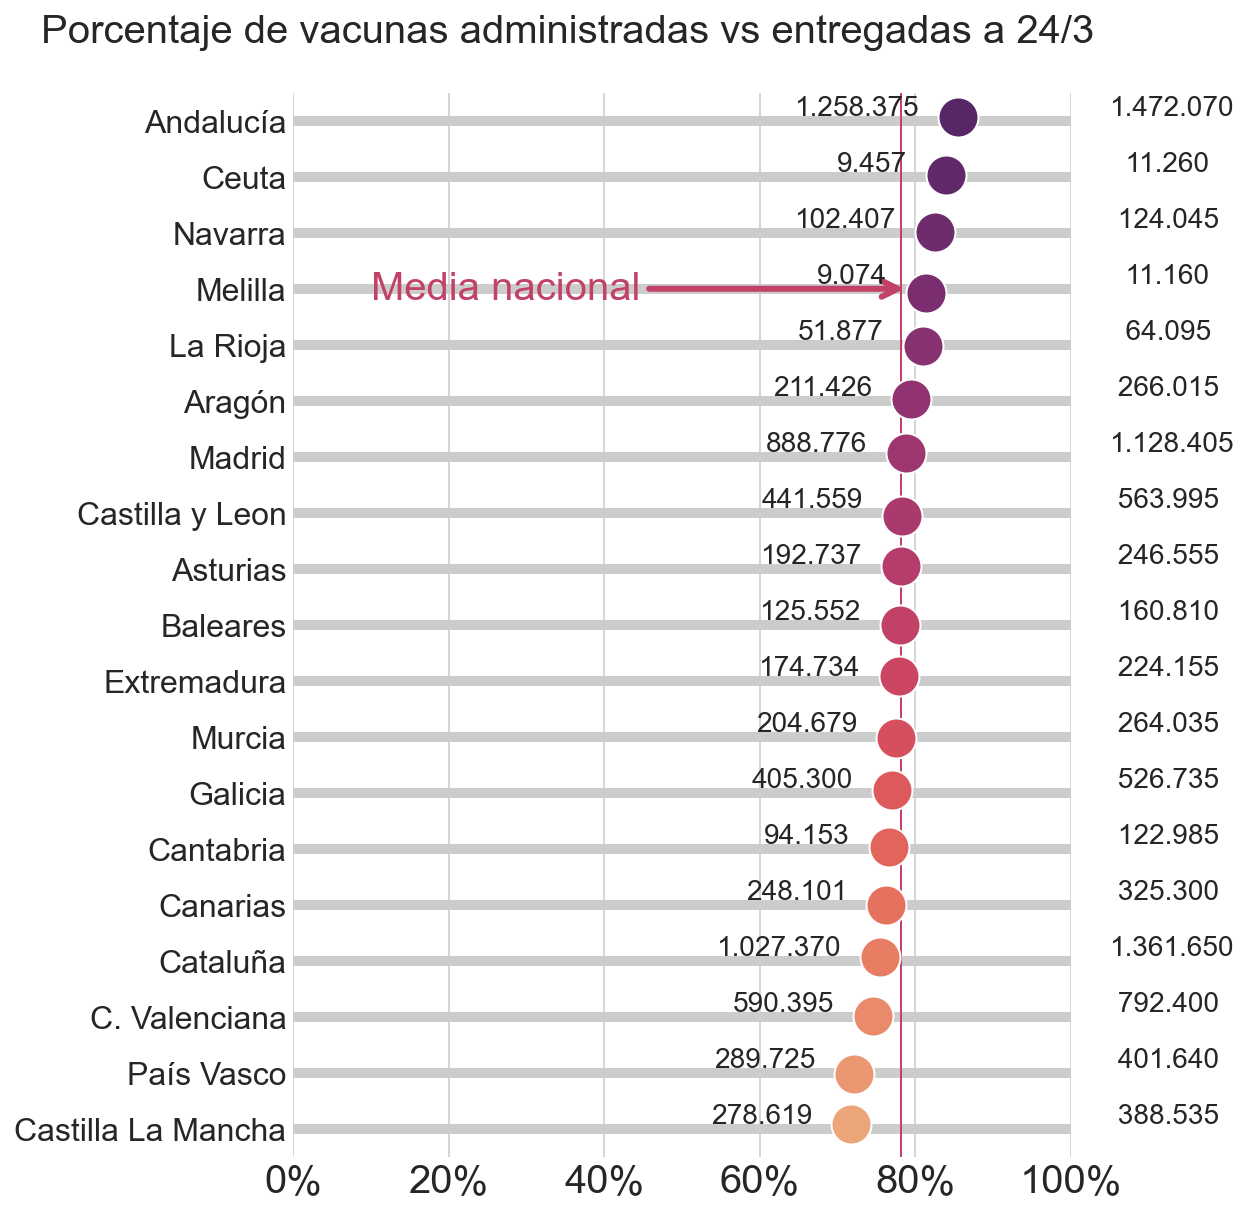 Porcentaje de vacunas administradas vs entregadas a 24/3
Andalucía 1.258.375 1.472.070
Ceuta 9.457 11.260
Navarra 102.407 124.045
Melilla Media nacional 9.074 11.160
La Rioja 51.877 64.095
Aragón 211.426 266.015
Madrid 888.776 1.128.405
Castilla y Leon 441.559 563.995
Asturias 192.737 246.555
Baleares 125.552 160.810
Extremadura 174.734 224.155
Murcia 204.679 264.035
Galicia 405.300 526.735
Cantabria 94.153 122.985
Canarias 248.101 325.300
Cataluña 1.027.370 1.361.650
C. Valenciana 590.395 792.400
País Vasco 289.725 401.640
Castilla La Mancha 278.619 388.535
0% 20% 40% 60% 80% 100%